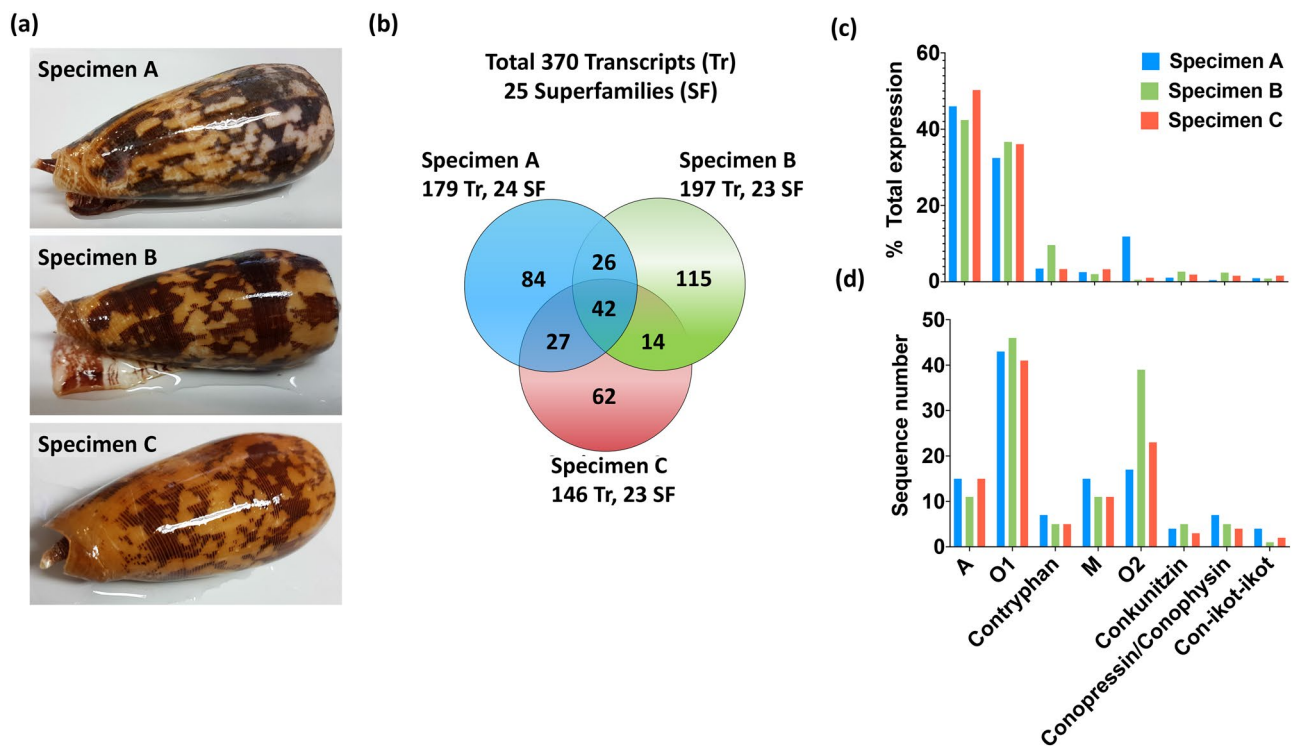 (a)
Specimen A
Specimen B
Specimen C
(b)
Total 370 Transcripts (Tr)
25 Superfamilies (SF)
Specimen A
179 Tr, 24 SF
Specimen B
197 Tr, 23 SF
84
26
115
42
27
14
62
Specimen C
146 Tr, 23 SF
(c)
% Total expression
60
40
20
0
Specimen A
Specimen B
Specimen C
(d)
Sequence number
50
40
30
20
10
0
A
O1
Contryphan
M
O2
Conkunitzin
Conopressin/Conophysin
Con-ikot-ikot